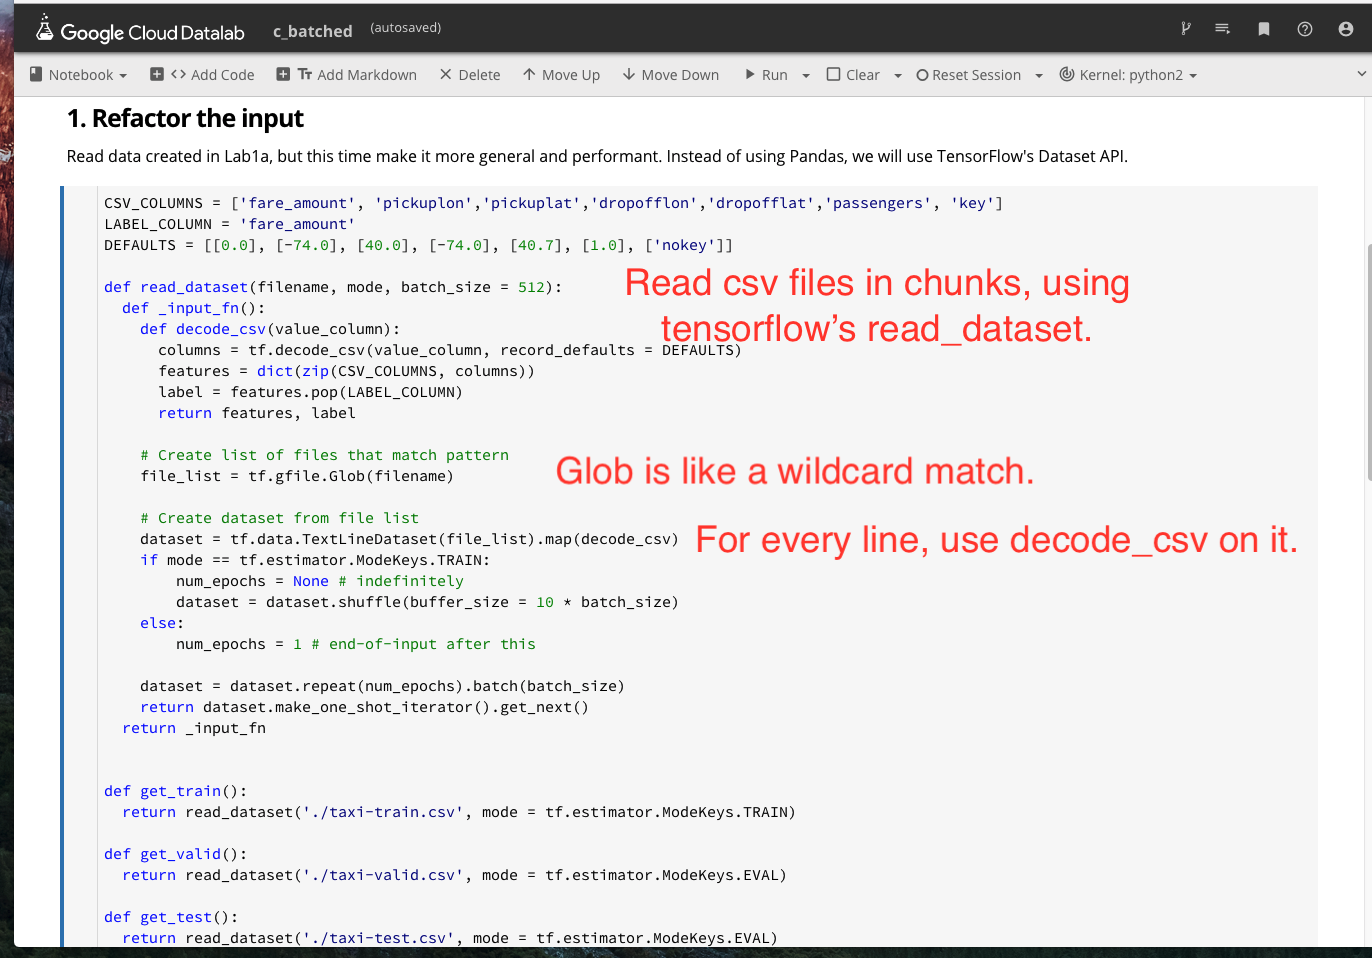 Google Cloud Datalab c_batched (autosaved)
Notebook <> Add Code Tт Add Markdown Delete Move Up Move Down Run Clear Reset Session Kernel: python2
1. Refactor the input
Read data created in Lab1a, but this time make it more general and performant. Instead of using Pandas, we will use TensorFlow's Dataset API.
CSV_COLUMNS = ['fare_amount', 'pickuplon','pickuplat','dropofflon','dropofflat','passengers', 'key']
LABEL_COLUMN = 'fare_amount'
DEFAULTS = [[0.0], [-74.0], [40.0], [-74.0], [40.7], [1.0], ['nokey']]
def read_dataset(filename, mode, batch_size = 512):
Read csv files in chunks, using
tensorflow’s read_dataset.
  def _input_fn():
    def decode_csv(value_column):
      columns = tf.decode_csv(value_column, record_defaults = DEFAULTS)
      features = dict(zip(CSV_COLUMNS, columns))
      label = features.pop(LABEL_COLUMN)
      return features, label
    # Create list of files that match pattern
    file_list = tf.gfile.Glob(filename)
Glob is like a wildcard match.
    # Create dataset from file list
    dataset = tf.data.TextLineDataset(file_list).map(decode_csv)
For every line, use decode_csv on it.
    if mode == tf.estimator.ModeKeys.TRAIN:
        num_epochs = None # indefinitely
        dataset = dataset.shuffle(buffer_size = 10 * batch_size)
    else:
        num_epochs = 1 # end-of-input after this
    dataset = dataset.repeat(num_epochs).batch(batch_size)
    return dataset.make_one_shot_iterator().get_next()
  return _input_fn
def get_train():
  return read_dataset('./taxi-train.csv', mode = tf.estimator.ModeKeys.TRAIN)
def get_valid():
  return read_dataset('./taxi-valid.csv', mode = tf.estimator.ModeKeys.EVAL)
def get_test():
  return read_dataset('./taxi-test.csv', mode = tf.estimator.ModeKeys.EVAL)